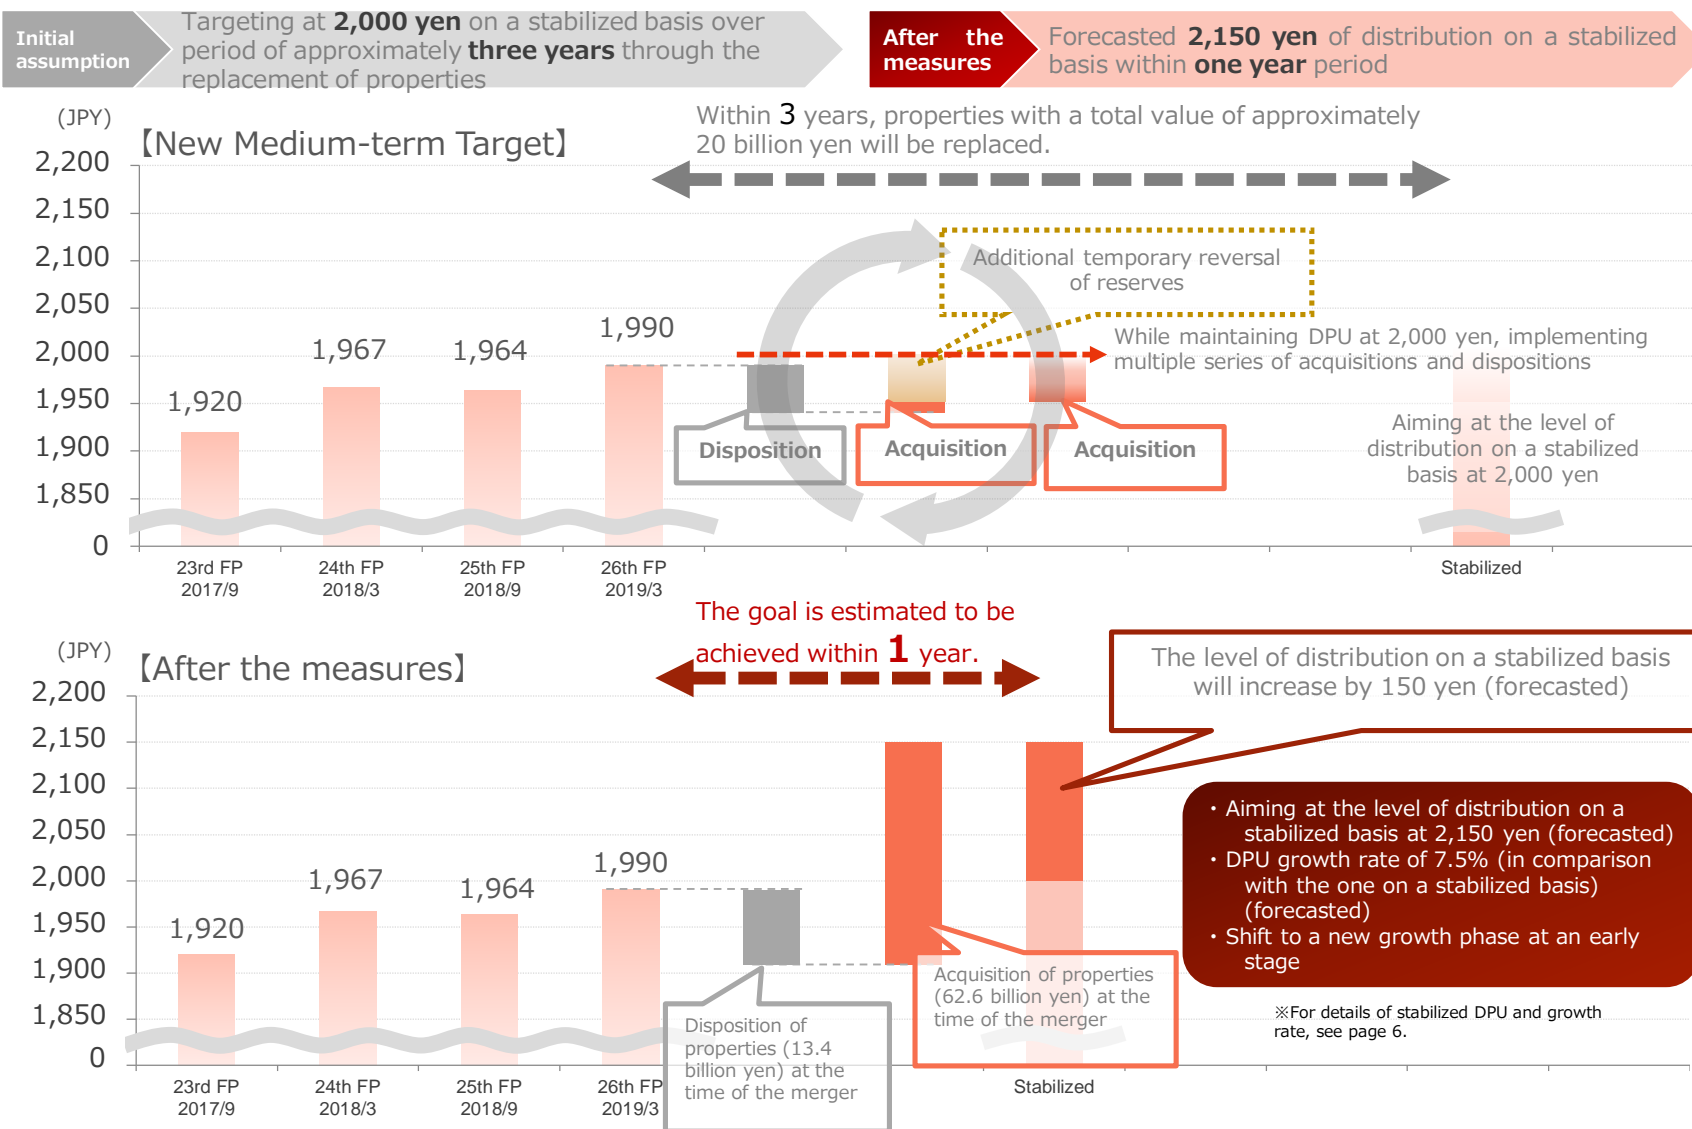 Initial
assumption
Targeting at 2,000 yen on a stabilized basis over
period of approximately three years through the
replacement of properties
After the
measures
Forecasted 2,150 yen of distribution on a stabilized
basis within one year period
(JPY)
【New Medium-term Target】
Within 3 years, properties with a total value of approximately
20 billion yen will be replaced.
2,200
2,150
2,100
2,050
2,000
1,950
1,900
1,850
0
1,920
1,967
1,964
1,990
Additional temporary reversal
of reserves
While maintaining DPU at 2,000 yen, implementing
multiple series of acquisitions and dispositions
Disposition
Acquisition
Acquisition
Aiming at the level of
distribution on a stabilized
basis at 2,000 yen
23rd FP
2017/9
24th FP
2018/3
25th FP
2018/9
26th FP
2019/3
Stabilized
(JPY)
【After the measures】
The goal is estimated to be
achieved within 1 year.
The level of distribution on a stabilized basis
will increase by 150 yen (forecasted)
2,200
2,150
2,100
2,050
2,000
1,950
1,900
1,850
0
1,920
1,967
1,964
1,990
・Aiming at the level of distribution on a
stabilized basis at 2,150 yen (forecasted)
・DPU growth rate of 7.5% (in comparison
with the one on a stabilized basis)
(forecasted)
・Shift to a new growth phase at an early
stage
Acquisition of properties
(62.6 billion yen) at the
time of the merger
Disposition of
properties (13.4
billion yen) at the
time of the merger
※For details of stabilized DPU and growth
rate, see page 6.
23rd FP
2017/9
24th FP
2018/3
25th FP
2018/9
26th FP
2019/3
Stabilized